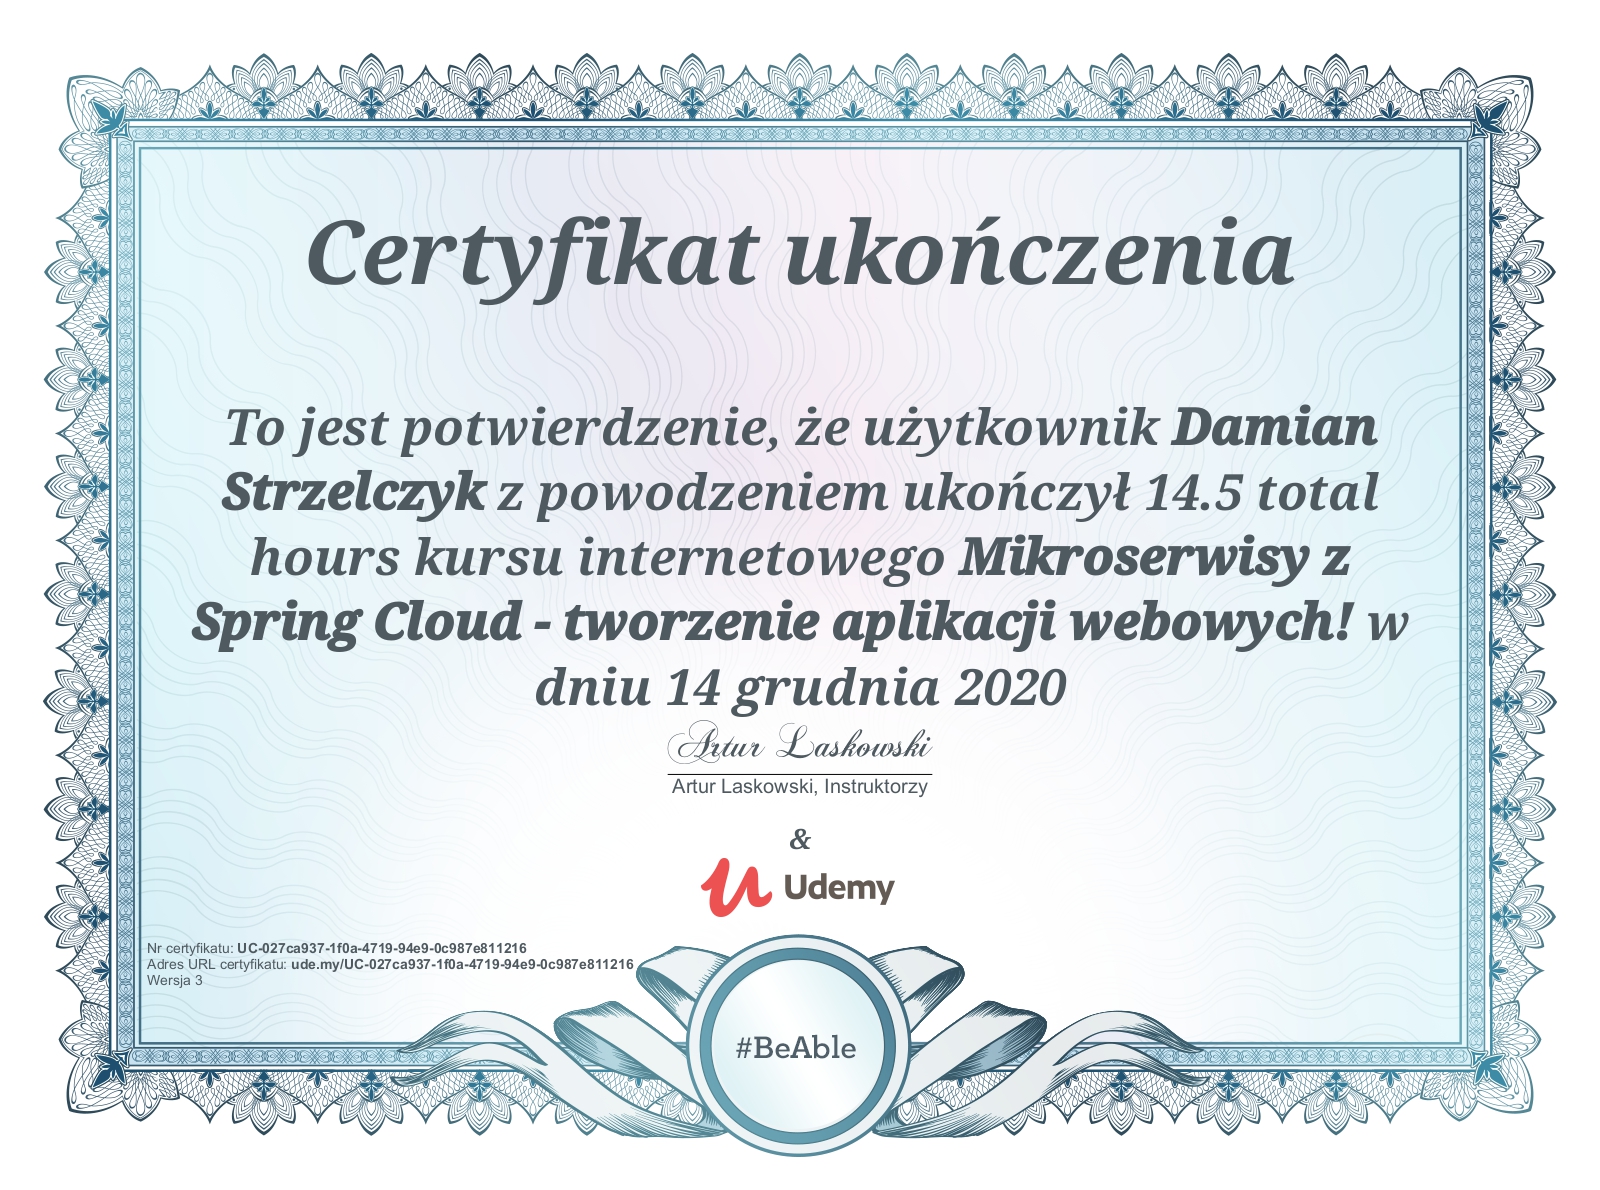 Certyfikat ukończenia
To jest potwierdzenie, że użytkownik Damian
Strzelczyk z powodzeniem ukończył 14.5 total
hours kursu internetowego Mikroserwisy z
Spring Cloud - tworzenie aplikacji webowych! w
dniu 14 grudnia 2020
Artur Laskowski
Artur Laskowski, Instruktorzy
&
Udemy
Nr certyfikatu: UC-027ca937-1f0a-4719-94e9-0c987e811216
Adres URL certyfikatu: ude.my/UC-027ca937-1f0a-4719-94e9-0c987e811216
Wersja 3
#BeAble